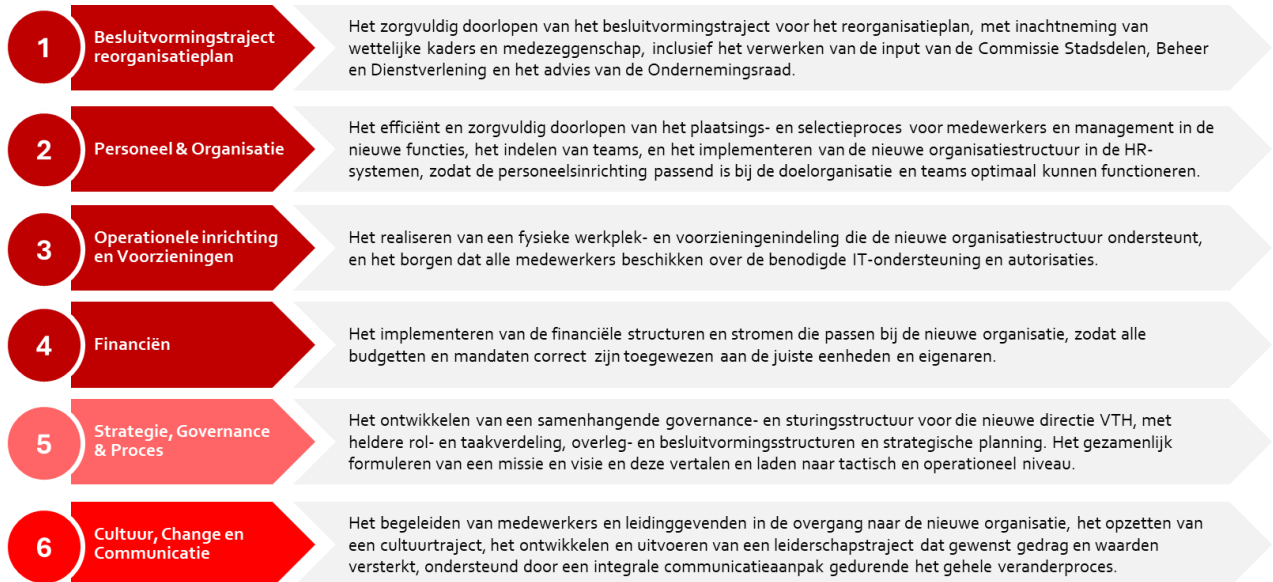 1
Besluitvormingstraject
reorganisatieplan
Het zorgvuldig doorlopen van het besluitvormingstraject voor het reorganisatieplan, met inachtneming van
wettelijke kaders en medezeggenschap, inclusief het verwerken van de input van de Commissie Stadsdelen, Beheer
en Dienstverlening en het advies van de Ondernemingsraad.
2
Personeel & Organisatie
Het efficiënt en zorgvuldig doorlopen van het plaatsings- en selectieproces voor medewerkers en management in de
nieuwe functies, het indelen van teams, en het implementeren van de nieuwe organisatiestructuur in de HR-
systemen, zodat de personeelsinrichting passend is bij de doelorganisatie en teams optimaal kunnen functioneren.
3
Operationele inrichting
en Voorzieningen
Het realiseren van een fysieke werkplek- en voorzieningenindeling die de nieuwe organisatiestructuur ondersteunt,
en het borgen dat alle medewerkers beschikken over de benodigde IT-ondersteuning en autorisaties.
4
Financiën
Het implementeren van de financiële structuren en stromen die passen bij de nieuwe organisatie, zodat alle
budgetten en mandaten correct zijn toegewezen aan de juiste eenheden en eigenaren.
5
Strategie, Governance
& Proces
Het ontwikkelen van een samenhangende governance- en sturingsstructuur voor die nieuwe directie VTH, met
heldere rol- en taakverdeling, overleg- en besluitvormingsstructuren en strategische planning. Het gezamenlijk
formuleren van een missie en visie en deze vertalen en laden naar tactisch en operationeel niveau.
6
Cultuur, Change en
Communicatie
Het begeleiden van medewerkers en leidinggevenden in de overgang naar de nieuwe organisatie, het opzetten van
een cultuurtraject, het ontwikkelen en uitvoeren van een leiderschapstraject dat gewenst gedrag en waarden
versterkt, ondersteund door een integrale communicatieaanpak gedurende het gehele veranderproces.